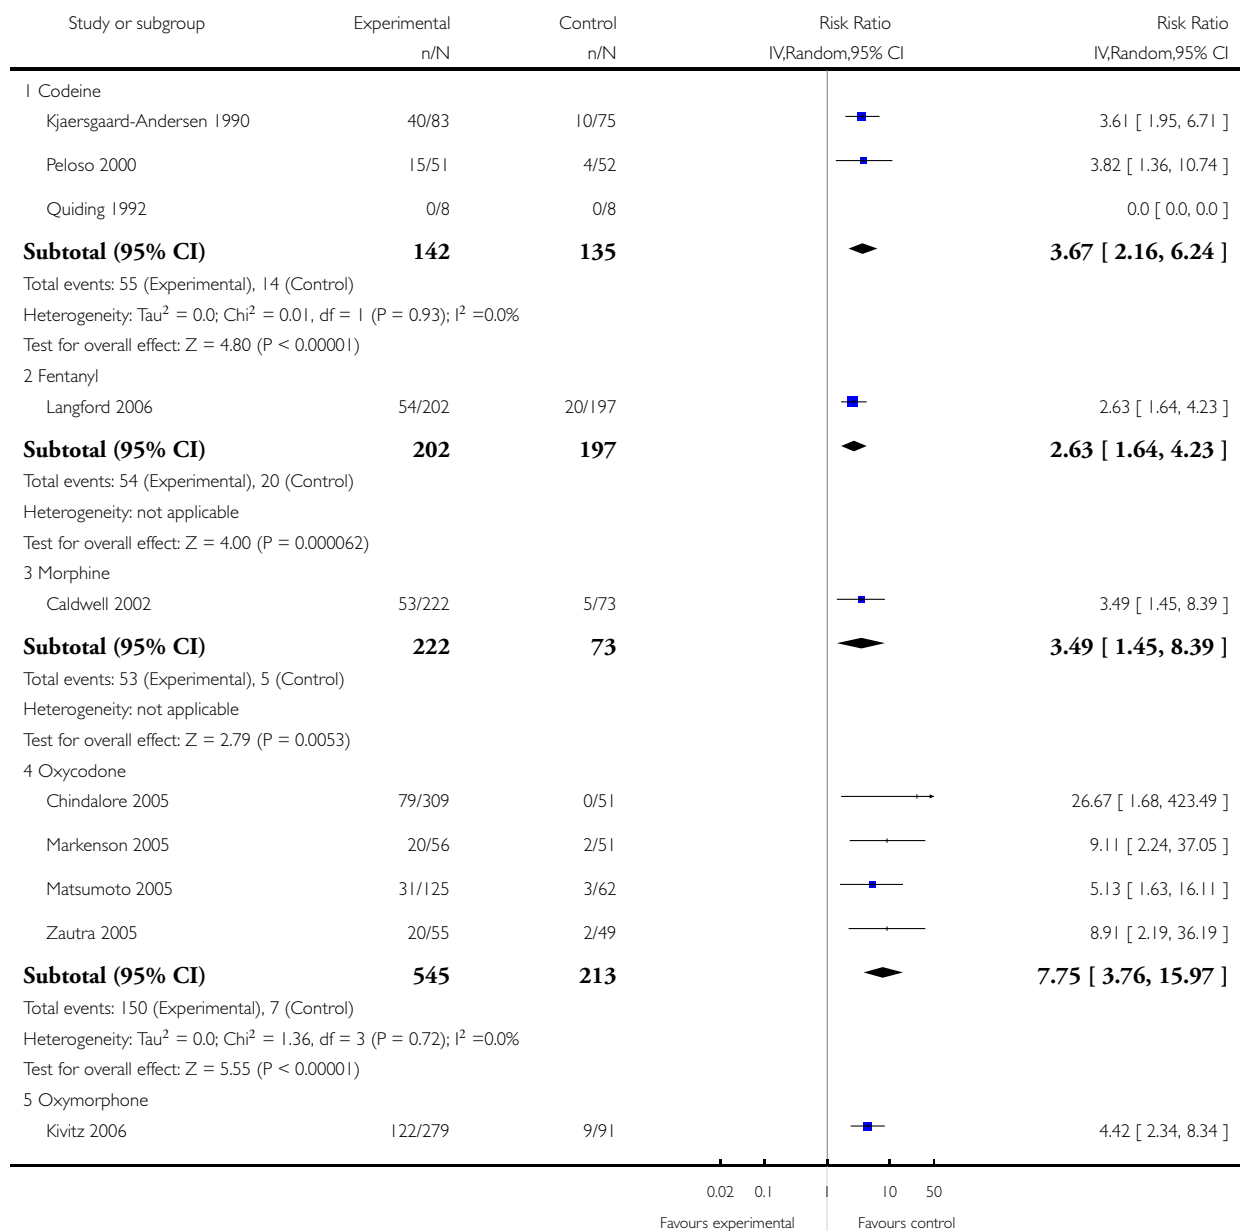 Study or subgroup Experimental Control Risk Ratio Risk Ratio
n/N n/N IV,Random,95% CI IV,Random,95% CI
1 Codeine
Kjaersgaard-Andersen 1990 40/83 10/75 3.61 [ 1.95, 6.71 ]
Peloso 2000 15/51 4/52 3.82 [ 1.36, 10.74 ]
Quiding 1992 0/8 0/8 0.0 [ 0.0, 0.0 ]
Subtotal (95% CI) 142 135 3.67 [ 2.16, 6.24 ]
Total events: 55 (Experimental), 14 (Control)
Heterogeneity: Tau² = 0.0; Chi² = 0.01, df = 1 (P = 0.93); I² =0.0%
Test for overall effect: Z = 4.80 (P < 0.00001)
2 Fentanyl
Langford 2006 54/202 20/197 2.63 [ 1.64, 4.23 ]
Subtotal (95% CI) 202 197 2.63 [ 1.64, 4.23 ]
Total events: 54 (Experimental), 20 (Control)
Heterogeneity: not applicable
Test for overall effect: Z = 4.00 (P = 0.000062)
3 Morphine
Caldwell 2002 53/222 5/73 3.49 [ 1.45, 8.39 ]
Subtotal (95% CI) 222 73 3.49 [ 1.45, 8.39 ]
Total events: 53 (Experimental), 5 (Control)
Heterogeneity: not applicable
Test for overall effect: Z = 2.79 (P = 0.0053)
4 Oxycodone
Chindalore 2005 79/309 0/51 26.67 [ 1.68, 423.49 ]
Markenson 2005 20/56 2/51 9.11 [ 2.24, 37.05 ]
Matsumoto 2005 31/125 3/62 5.13 [ 1.63, 16.11 ]
Zautra 2005 20/55 2/49 8.91 [ 2.19, 36.19 ]
Subtotal (95% CI) 545 213 7.75 [ 3.76, 15.97 ]
Total events: 150 (Experimental), 7 (Control)
Heterogeneity: Tau² = 0.0; Chi² = 1.36, df = 3 (P = 0.72); I² =0.0%
Test for overall effect: Z = 5.55 (P < 0.00001)
5 Oxymorphone
Kivitz 2006 122/279 9/91 4.42 [ 2.34, 8.34 ]
0.02 0.1 1 10 50
Favours experimental Favours control